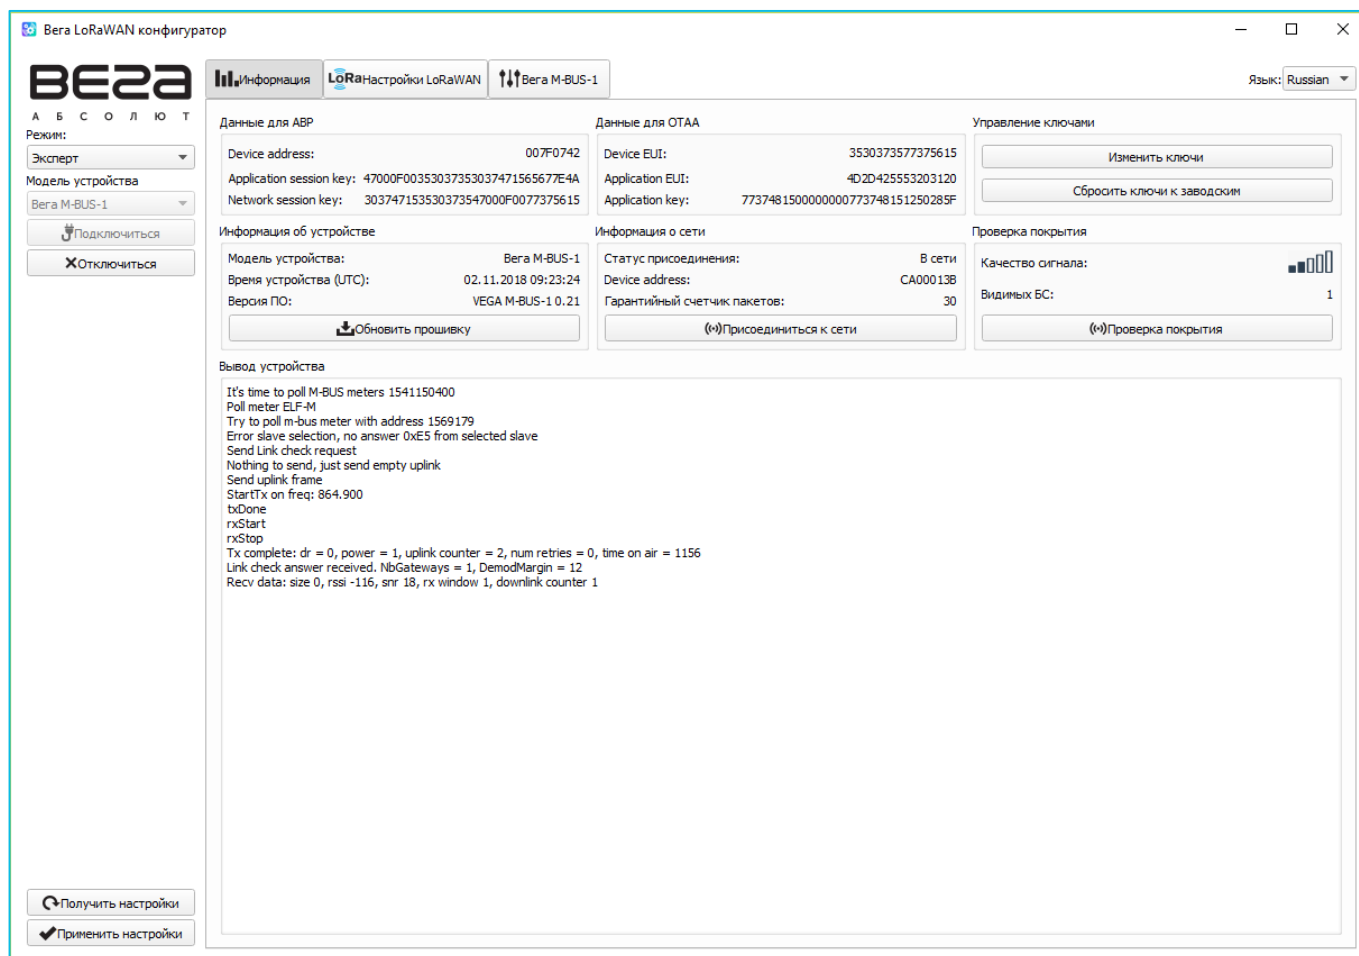 Вега LoRaWAN конфигуратор
ВЕГА
АБСОЛЮТ
Режим:
Эксперт
Модель устройства
Вега M-BUS-1
Подключиться
Отключиться
Получить настройки
Применить настройки
Информация
LoRa Настройки LoRaWAN
Вега M-BUS-1
Язык: Russian
Данные для ABP
Device address: 007F0742
Application session key: 47000F00353037353037471565677E4A
Network session key: 303747153530373547000F0077375615
Данные для OTAA
Device EUI: 3530373577375615
Application EUI: 4D2D425553203120
Application key: 77374815000000000773748151250285F
Управление ключами
Изменить ключи
Сбросить ключи к заводским
Информация об устройстве
Модель устройства: Вега M-BUS-1
Время устройства (UTC): 02.11.2018 09:23:24
Версия ПО: VEGA M-BUS-1 0.21
Обновить прошивку
Информация о сети
Статус присоединения: В сети
Device address: CA00013B
Гарантийный счетчик пакетов: 30
Присоединиться к сети
Проверка покрытия
Качество сигнала:
Видимых БС: 1
Проверка покрытия
Вывод устройства
It's time to poll M-BUS meters 1541150400
Poll meter ELF-M
Try to poll m-bus meter with address 1569179
Error slave selection, no answer 0xE5 from selected slave
Send Link check request
Nothing to send, just send empty uplink
Send uplink frame
StartTx on freq: 864.900
txDone
rxStart
rxStop
Tx complete: dr = 0, power = 1, uplink counter = 2, num retries = 0, time on air = 1156
Link check answer received. NbGateways = 1, DemodMargin = 12
Recv data: size 0, rssi -116, snr 18, rx window 1, downlink counter 1